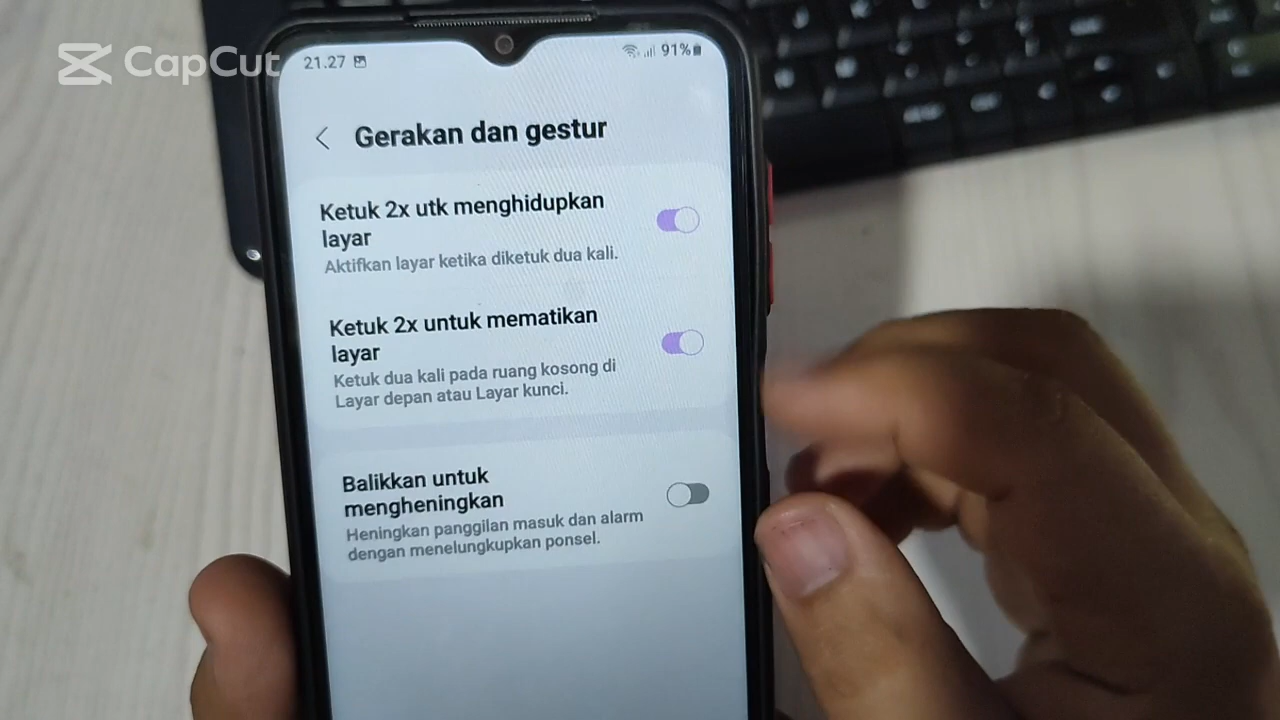 CapCut
21.27
91%
Gerakan dan gestur
Ketuk 2x utk menghidupkan
layar
Aktifkan layar ketika diketuk dua kali.
Ketuk 2x untuk mematikan
layar
Ketuk dua kali pada ruang kosong di
Layar depan atau Layar kunci.
Balikkan untuk
mengheningkan
Heningkan panggilan masuk dan alarm
dengan menelungkupkan ponsel.